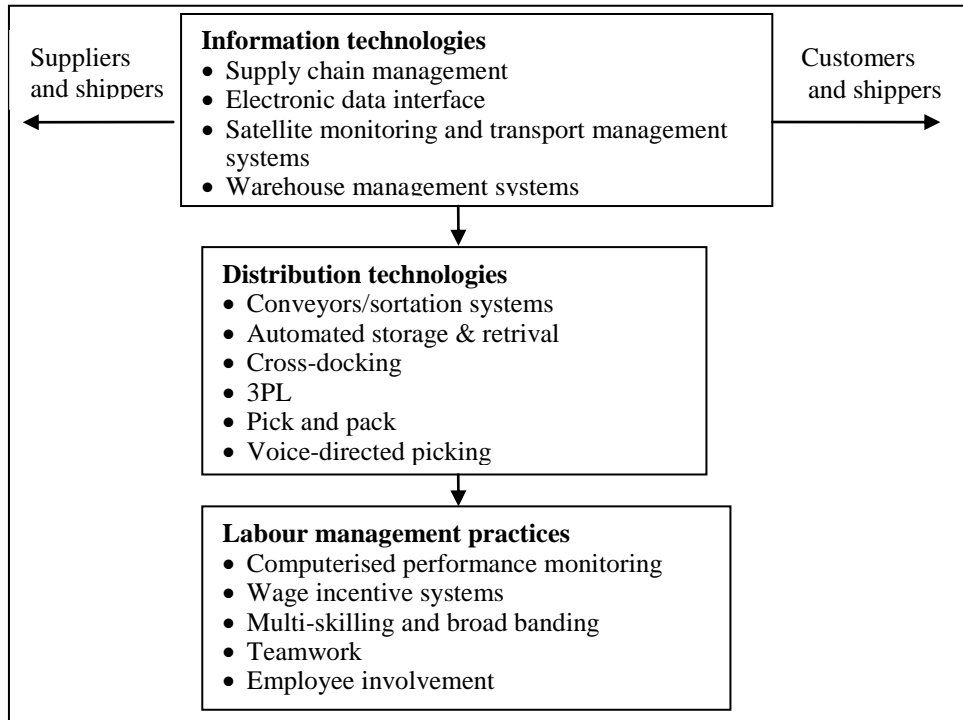 Suppliers
and shippers
Information technologies
• Supply chain management
• Electronic data interface
• Satellite monitoring and transport management
systems
• Warehouse management systems
Customers
and shippers
Distribution technologies
• Conveyors/sortation systems
• Automated storage & retrival
• Cross-docking
• 3PL
• Pick and pack
• Voice-directed picking
Labour management practices
• Computerised performance monitoring
• Wage incentive systems
• Multi-skilling and broad banding
• Teamwork
• Employee involvement